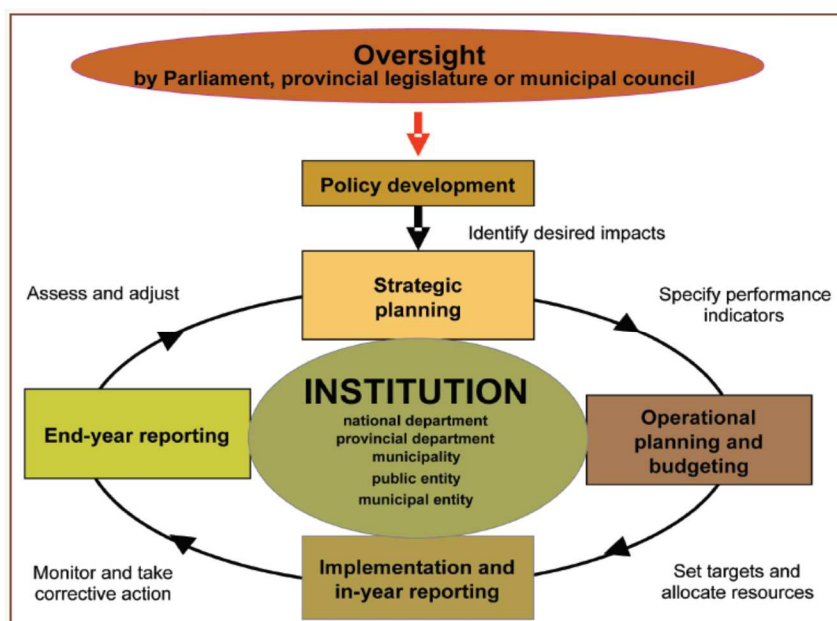 Oversight
by Parliament, provincial legislature or municipal council
Policy development
Identify desired impacts
Strategic
planning
Assess and adjust
Specify performance
indicators
INSTITUTION
national department
provincial department
municipality
public entity
municipal entity
End-year reporting
Operational
planning and
budgeting
Monitor and take
corrective action
Implementation and
in-year reporting
Set targets and
allocate resources